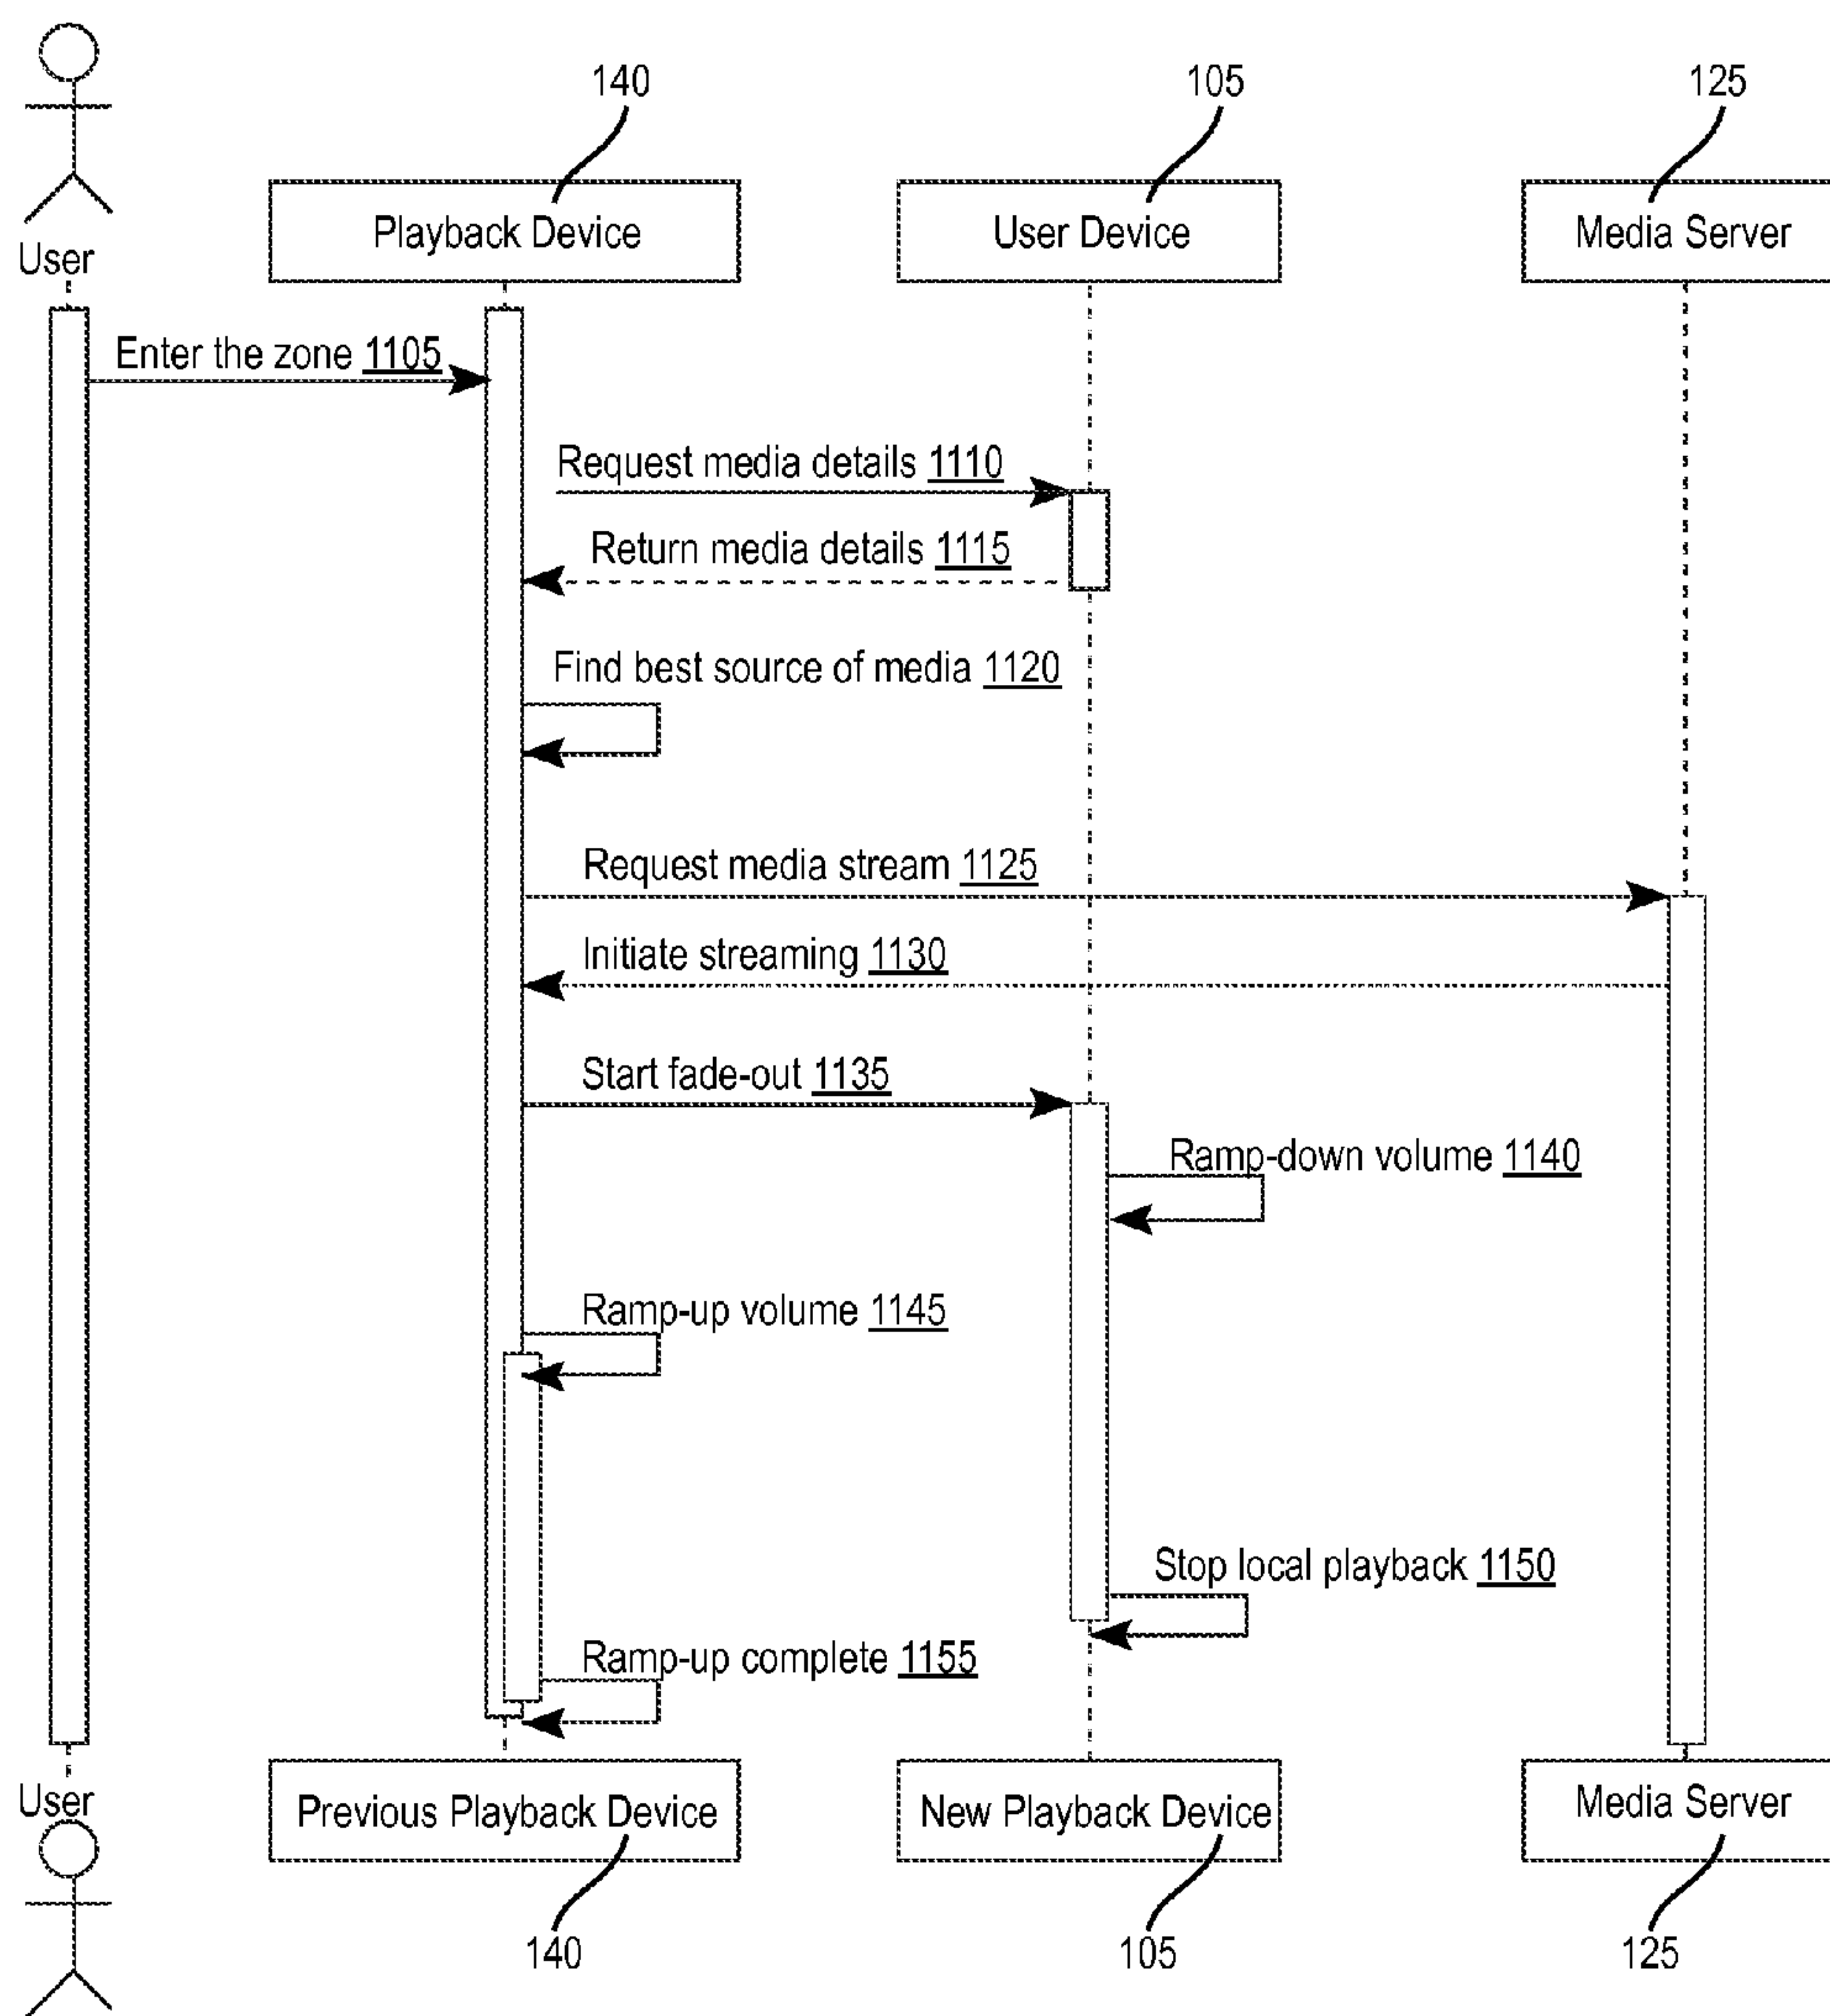 140
105
125
Playback Device
User Device
Media Server
User
Enter the zone 1105
Request media details 1110
Return media details 1115
Find best source of media 1120
Request media stream 1125
Initiate streaming 1130
Start fade-out 1135
Ramp-down volume 1140
Ramp-up volume 1145
Stop local playback 1150
Ramp-up complete 1155
User
Previous Playback Device
New Playback Device
Media Server
140
105
125